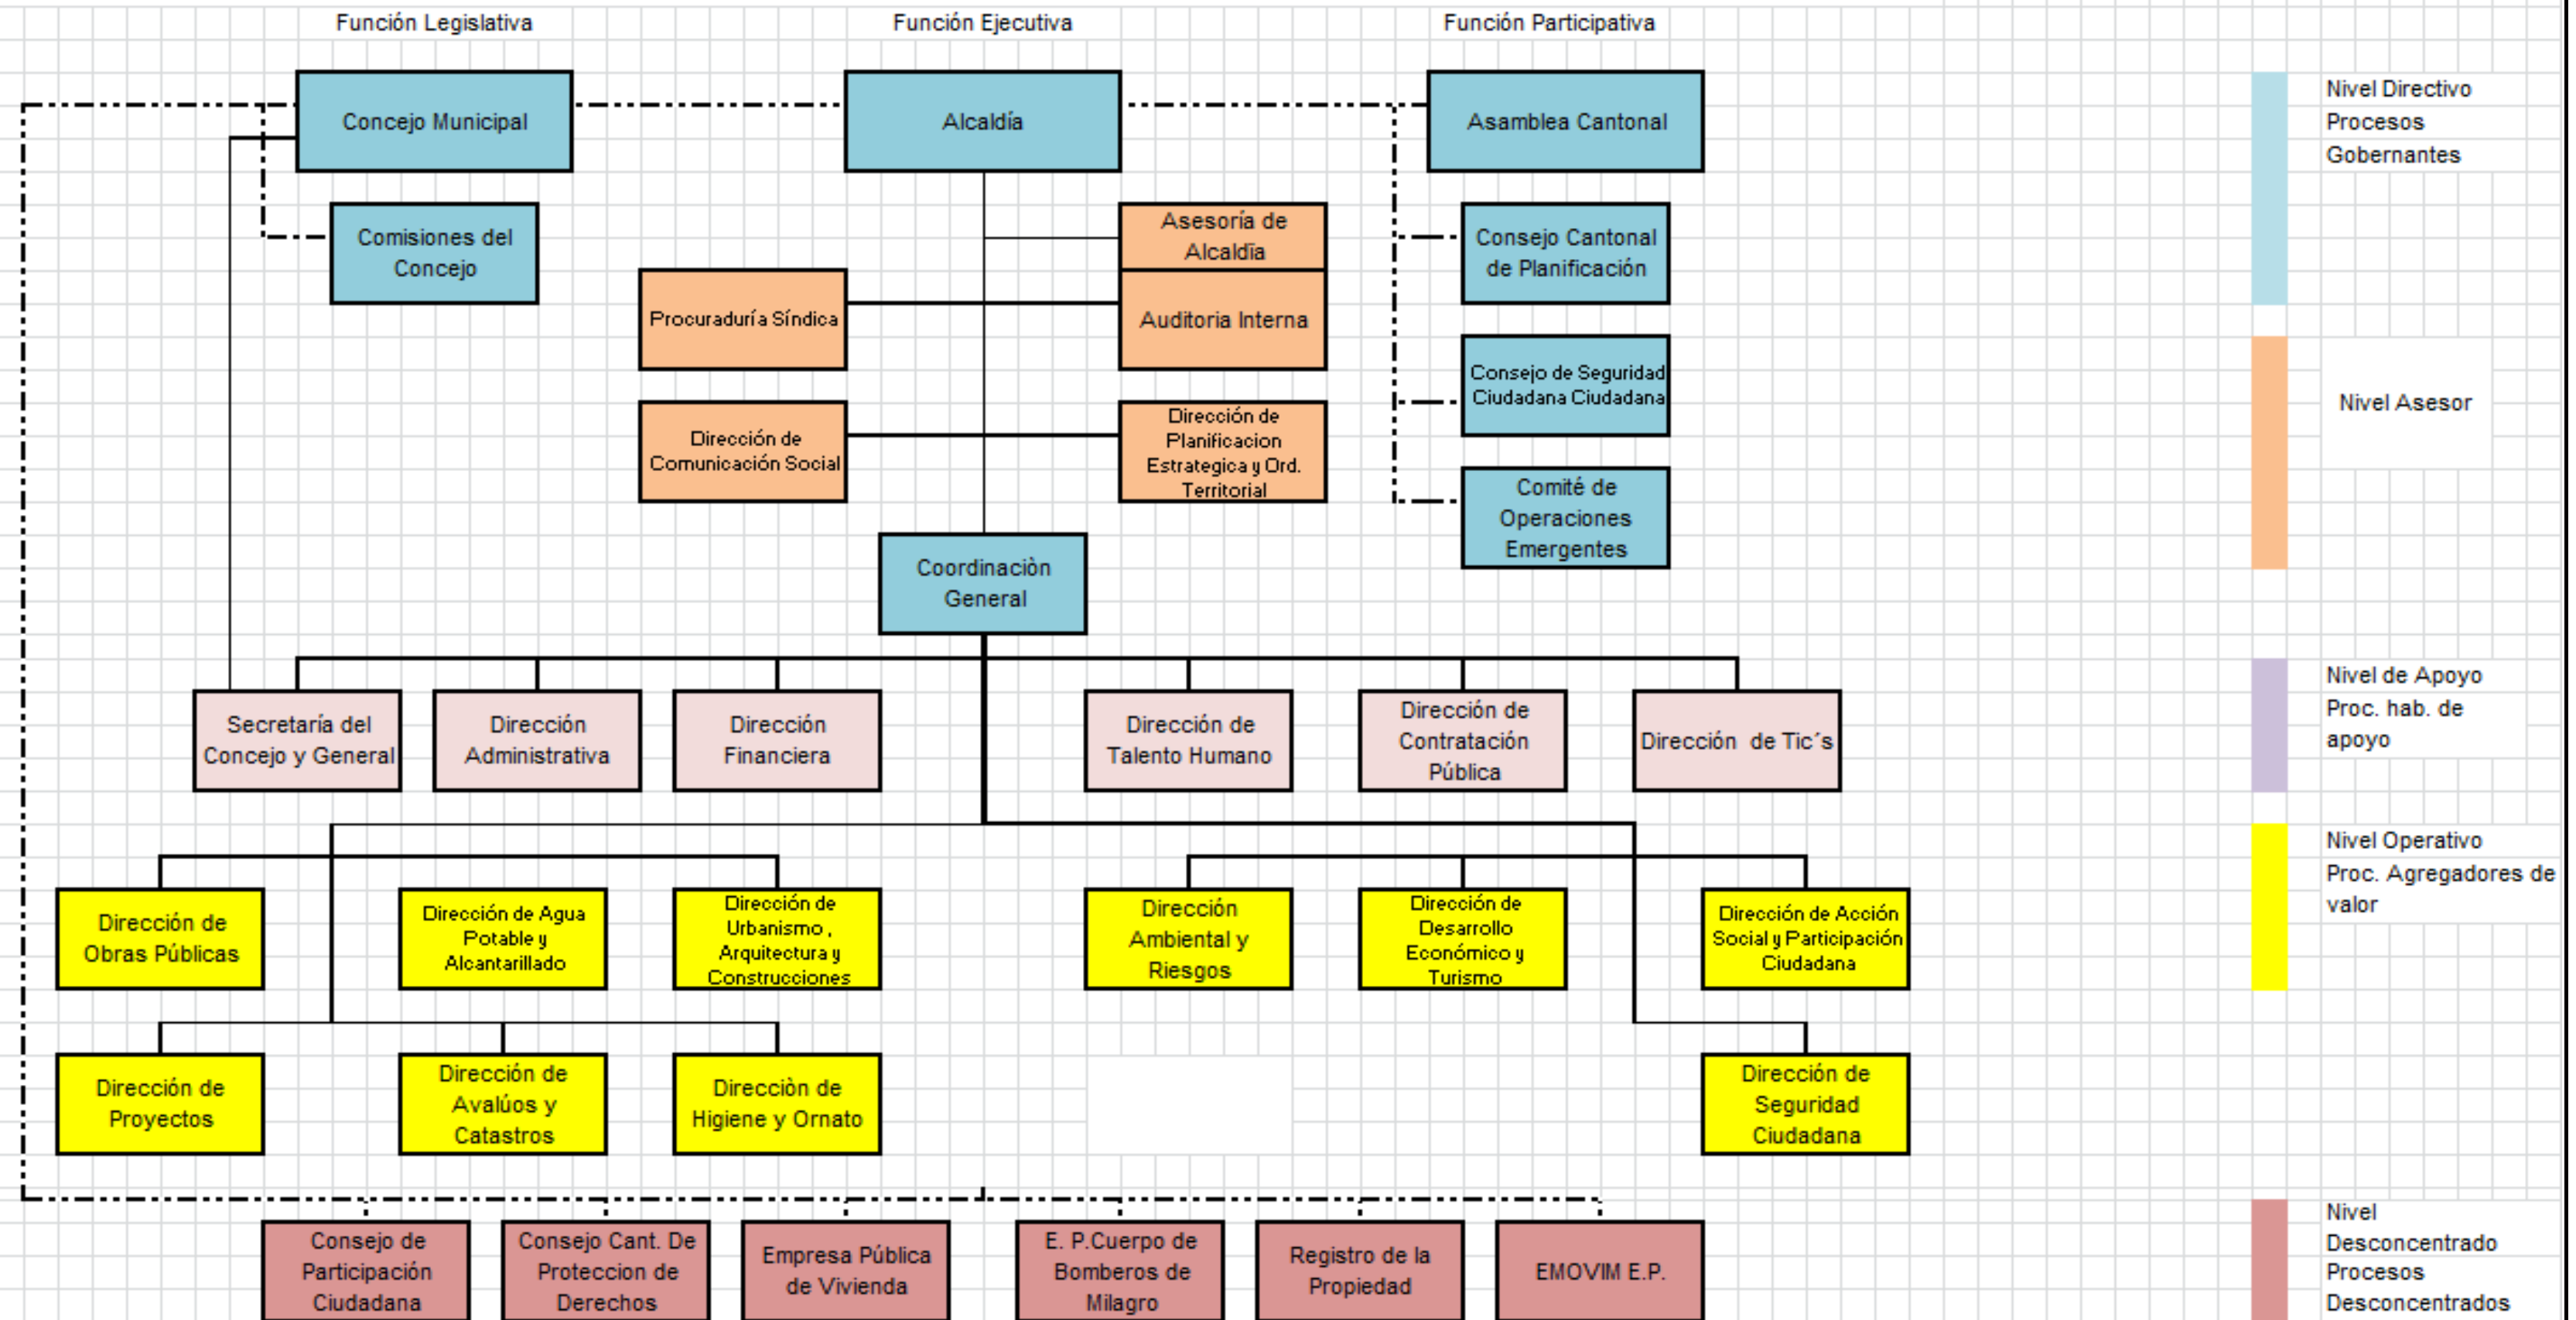 Función Legislativa
Función Ejecutiva
Función Participativa
Concejo Municipal
Alcaldía
Asamblea Cantonal
Nivel Directivo
Procesos
Gobernantes
Comisiones del
Concejo
Asesoría de
Alcaldïa
Consejo Cantonal
de Planificación
Procuraduría Síndica
Auditoria Interna
Consejo de Seguridad
Ciudadana Ciudadana
Nivel Asesor
Dirección de
Comunicación Social
Dirección de
Planificacion
Estrategica y Ord.
Territorial
Comité de
Operaciones
Emergentes
Coordinaciòn
General
Secretaría del
Concejo y General
Dirección
Administrativa
Dirección
Financiera
Dirección de
Talento Humano
Dirección de
Contratación
Pública
Dirección  de Tic´s
Nivel de Apoyo
Proc. hab. de
apoyo
Nivel Operativo
Proc. Agregadores de
valor
Dirección de
Obras Públicas
Dirección de Agua
Potable y
Alcantarillado
Dirección de
Urbanismo ,
Arquitectura y
Construcciones
Dirección
Ambiental y
Riesgos
Dirección de
Desarrollo
Económico y
Turismo
Dirección de Acción
Social y Participación
Ciudadana
Dirección de
Proyectos
Dirección de
Avalúos y
Catastros
Direcciòn de
Higiene y Ornato
Dirección de
Seguridad
Ciudadana
Consejo de
Participación
Ciudadana
Consejo Cant. De
Proteccion de
Derechos
Empresa Pública
de Vivienda
E. P.Cuerpo de
Bomberos de
Milagro
Registro de la
Propiedad
EMOVIM E.P.
Nivel
Desconcentrado
Procesos
Desconcentrados